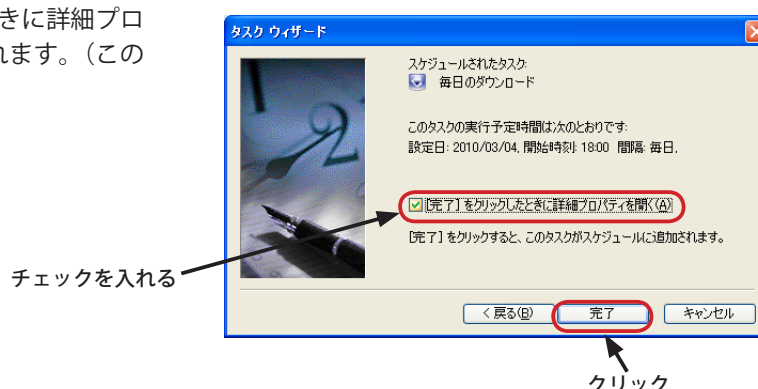 きに詳細プロ
れます。（この
タスク ウィザード
スケジュールされたタスク:
毎日のダウンロード
このタスクの実行予定時間は次のとおりです:
設定日: 2010/03/04, 開始時刻: 18:00 間隔: 毎日.
[完了] をクリックしたときに詳細プロパティを開く(A)
[完了] をクリックすると、このタスクがスケジュールに追加されます。
チェックを入れる
< 戻る(B)
完了
キャンセル
クリック